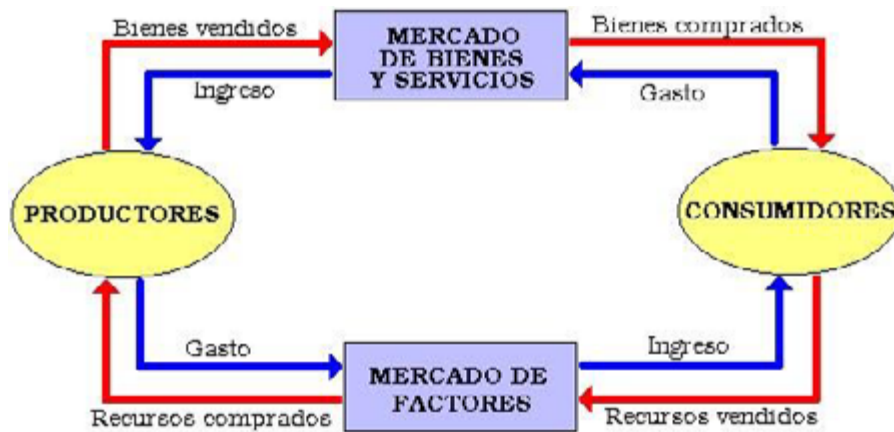 Bienes vendidos
MERCADO
DE BIENES
Y SERVICIOS
Bienes comprados
Ingreso
Gasto
PRODUCTORES
CONSUMIDORES
Gasto
Ingreso
MERCADO DE
FACTORES
Recursos comprados
Recursos vendidos